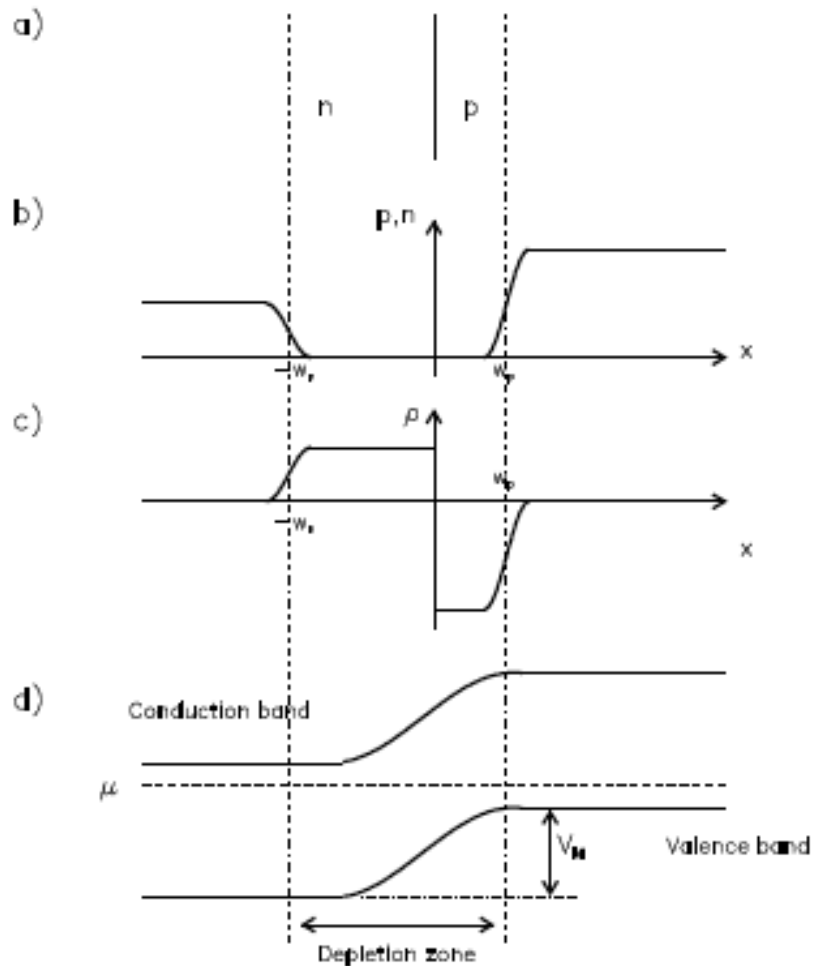 a)
n p
b)
p,n
x
c)
ρ
x
d)
Conduction band
μ
Valence band
Depletion zone